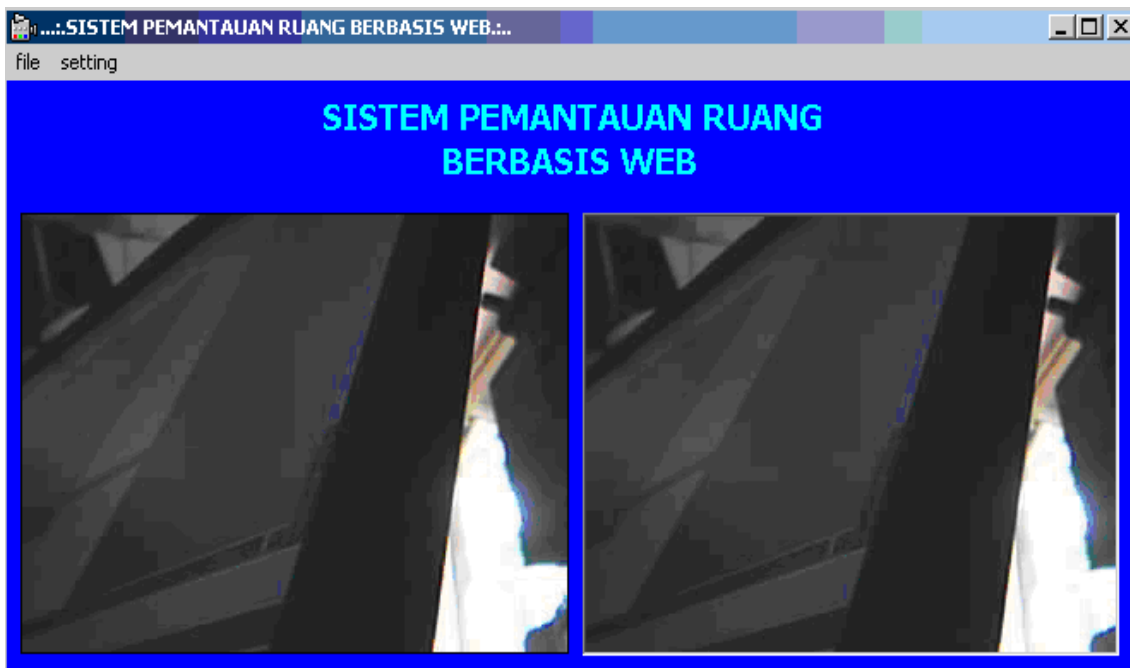 ...:.SISTEM PEMANTAUAN RUANG BERBASIS WEB.:...
file setting
SISTEM PEMANTAUAN RUANG
BERBASIS WEB